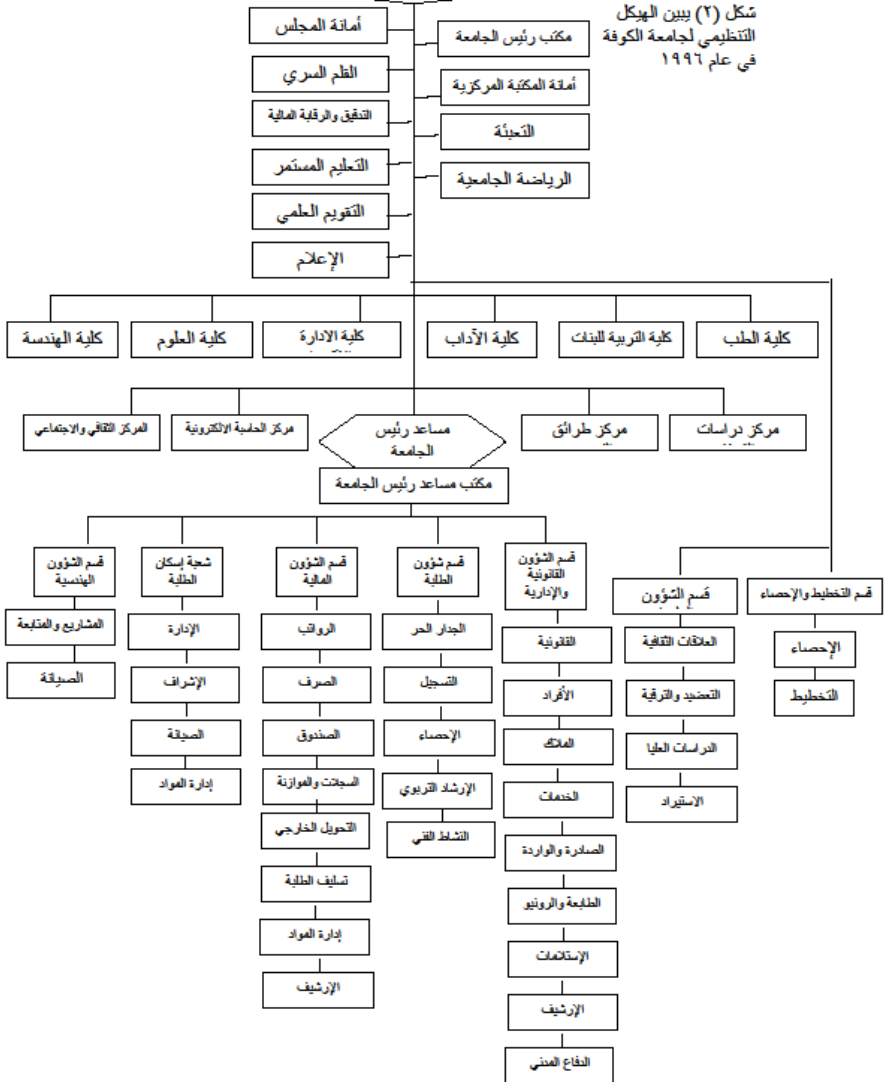 شكل (٢) يبين الهيكل
التنظيمي لجامعة الكوفة
في عام ١٩٩٦
مكتب رئيس الجامعة
أمانة المجلس
أمانة المكتبة المركزية
القلم السري
التعبئة
التدقيق والرقابة المالية
الرياضة الجامعية
التعليم المستمر
التقويم العلمي
الإعلام
كلية الطب
كلية التربية للبنات
كلية الآداب
كلية الادارة
كلية العلوم
كلية الهندسة
مركز دراسات
مركز طرائق
مساعد رئيس
الجامعة
مركز الحاسبة الالكترونية
المركز الثقافي والاجتماعي
مكتب مساعد رئيس الجامعة
قسم التخطيط والإحصاء
الإحصاء
التخطيط
قسم الشؤون
العلاقات الثقافية
التعضيد والترقية
الدراسات العليا
الاستيراد
قسم الشؤون
القانونية
والإدارية
القانونية
الأفراد
الملاك
الخدمات
الصادرة والواردة
الطابعة والرونيو
الإستلامات
الإرشيف
الدفاع المدني
قسم شؤون
الطلبة
الجدار الحر
التسجيل
الإحصاء
الإرشاد التربوي
النشاط الفني
قسم الشؤون
المالية
الرواتب
الصرف
الصندوق
السجلات والموازنة
التحويل الخارجي
تسليف الطلبة
إدارة المواد
الإرشيف
شعبة إسكان
الطلبة
الإدارة
الإشراف
الصيانة
إدارة المواد
قسم الشؤون
الهندسية
المشاريع والمتابعة
الصيانة